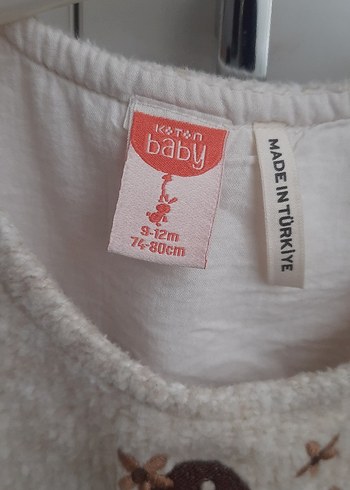 KOTON
baby
9-12m
74-80cm
MADE IN TÜRKİYE